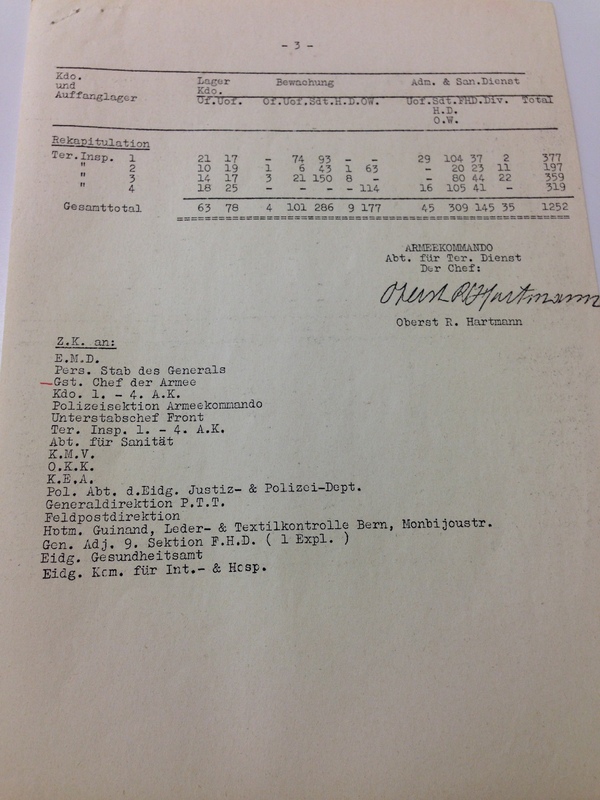 - 3 -
Kdo. Lager Bewachung Adm. & San.Dienst
und Kdo.
Auffanglager Of.Uof. Of.Uof.Sdt.H.D.OW. Uof.Sdt.FHD.Div. Total
H.D.
O.W.
Rekapitulation
Ter.Insp. 1 21 17 - 74 93 - - 29 104 37 2 377
" 2 10 19 1 6 43 1 63 - 20 23 11 197
" 3 14 17 3 21 150 8 - - 80 44 22 359
" 4 18 25 - - - - 114 16 105 41 - 319
Gesamttotal 63 78 4 101 286 9 177 45 309 145 35 1252
ARMEEKOMMANDO
Abt. für Ter. Dienst
Der Chef:
Oberst R. Hartmann
Oberst R. Hartmann
Z.K. an:
E.M.D.
Pers. Stab des Generals
Gst. Chef der Armee
Kdo. 1. - 4. A.K.
Polizeisektion Armeekommando
Unterstabschef Front
Ter. Insp. 1. - 4. A.K.
Abt. für Sanität
K.M.V.
O.K.K.
K.E.A.
Pol. Abt. d.Eidg. Justiz- & Polizei-Dept.
Generaldirektion P.T.T.
Feldpostdirektion
Hptm. Guinand, Leder- & Textilkontrolle Bern, Monbijoustr.
Gen. Adj. 9. Sektion F.H.D. ( 1 Expl. )
Eidg. Gesundheitsamt
Eidg. Kom. für Int.- & Hosp.